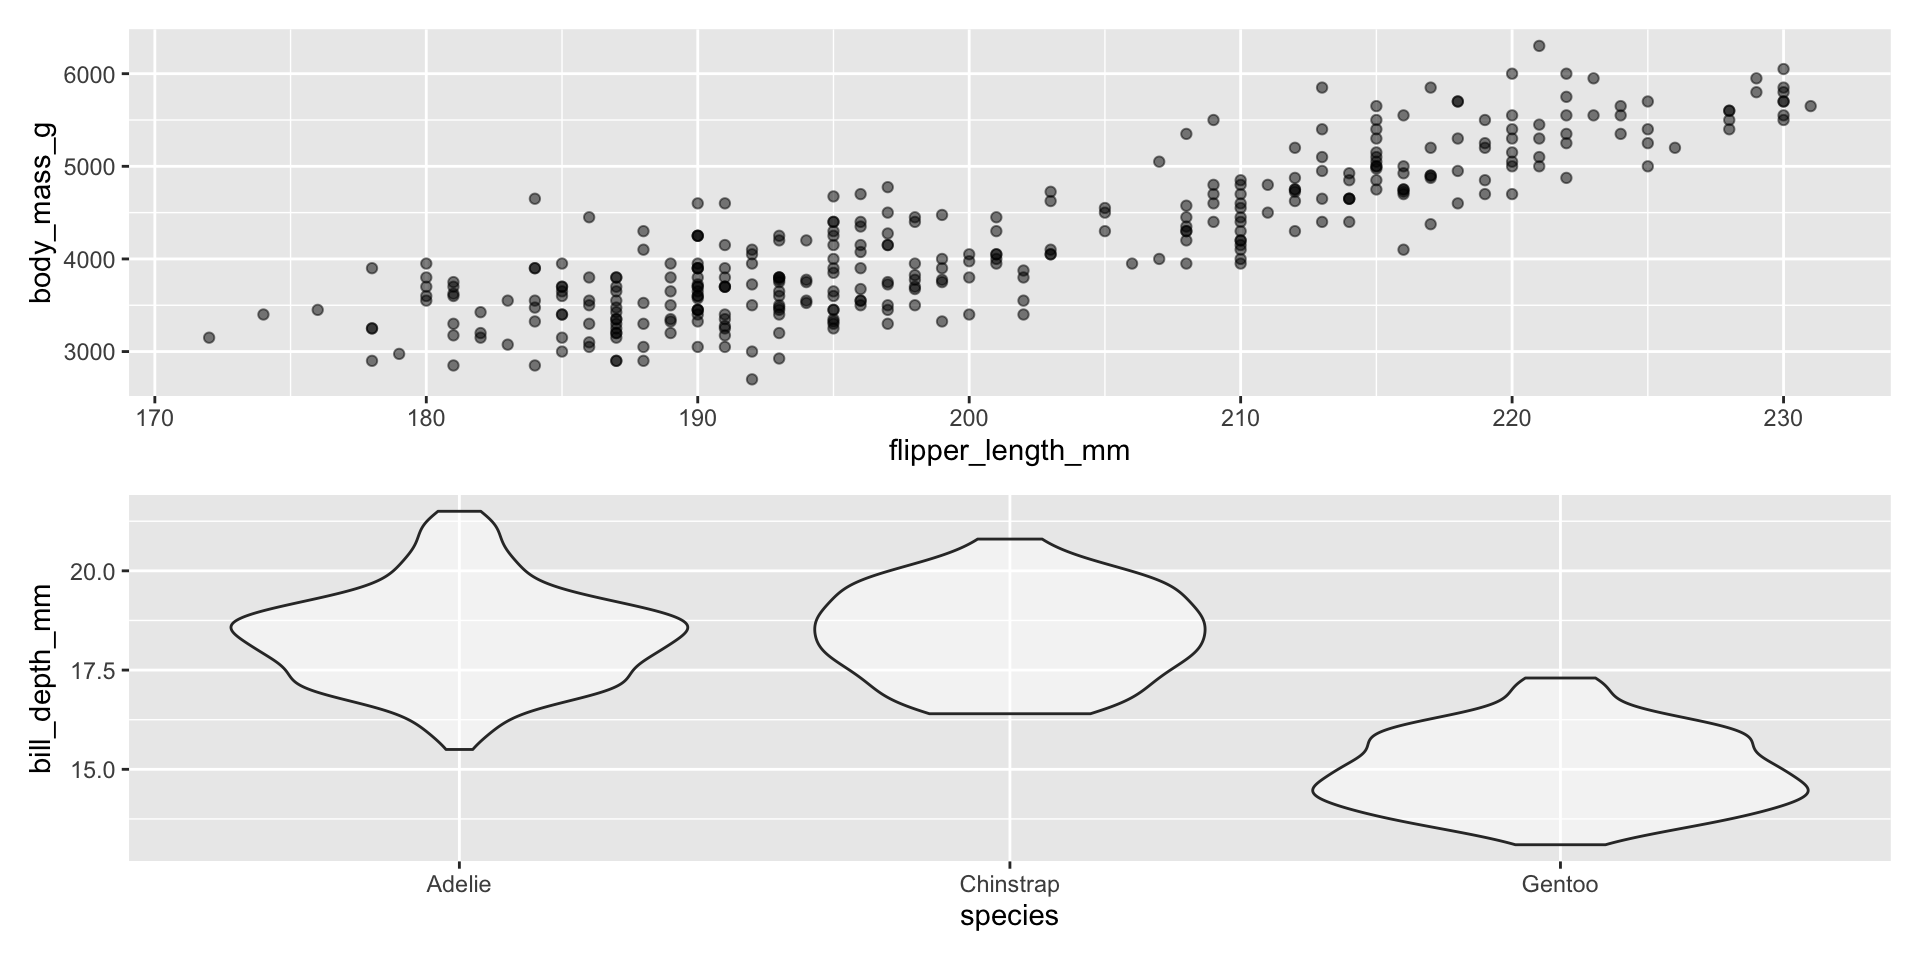 body_mass_g
6000
5000
4000
3000
170 180 190 200 210 220 230
flipper_length_mm
bill_depth_mm
20.0
17.5
15.0
Adelie Chinstrap Gentoo
species